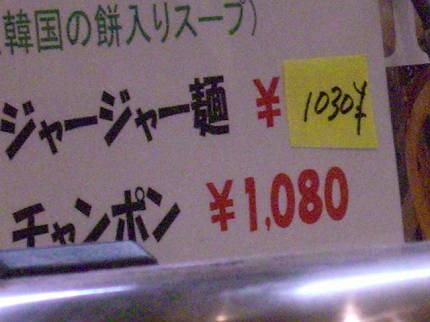 韓国の餅入りスープ）
ジャージャー麺 ¥ 1030¥
チャンポン ¥1,080